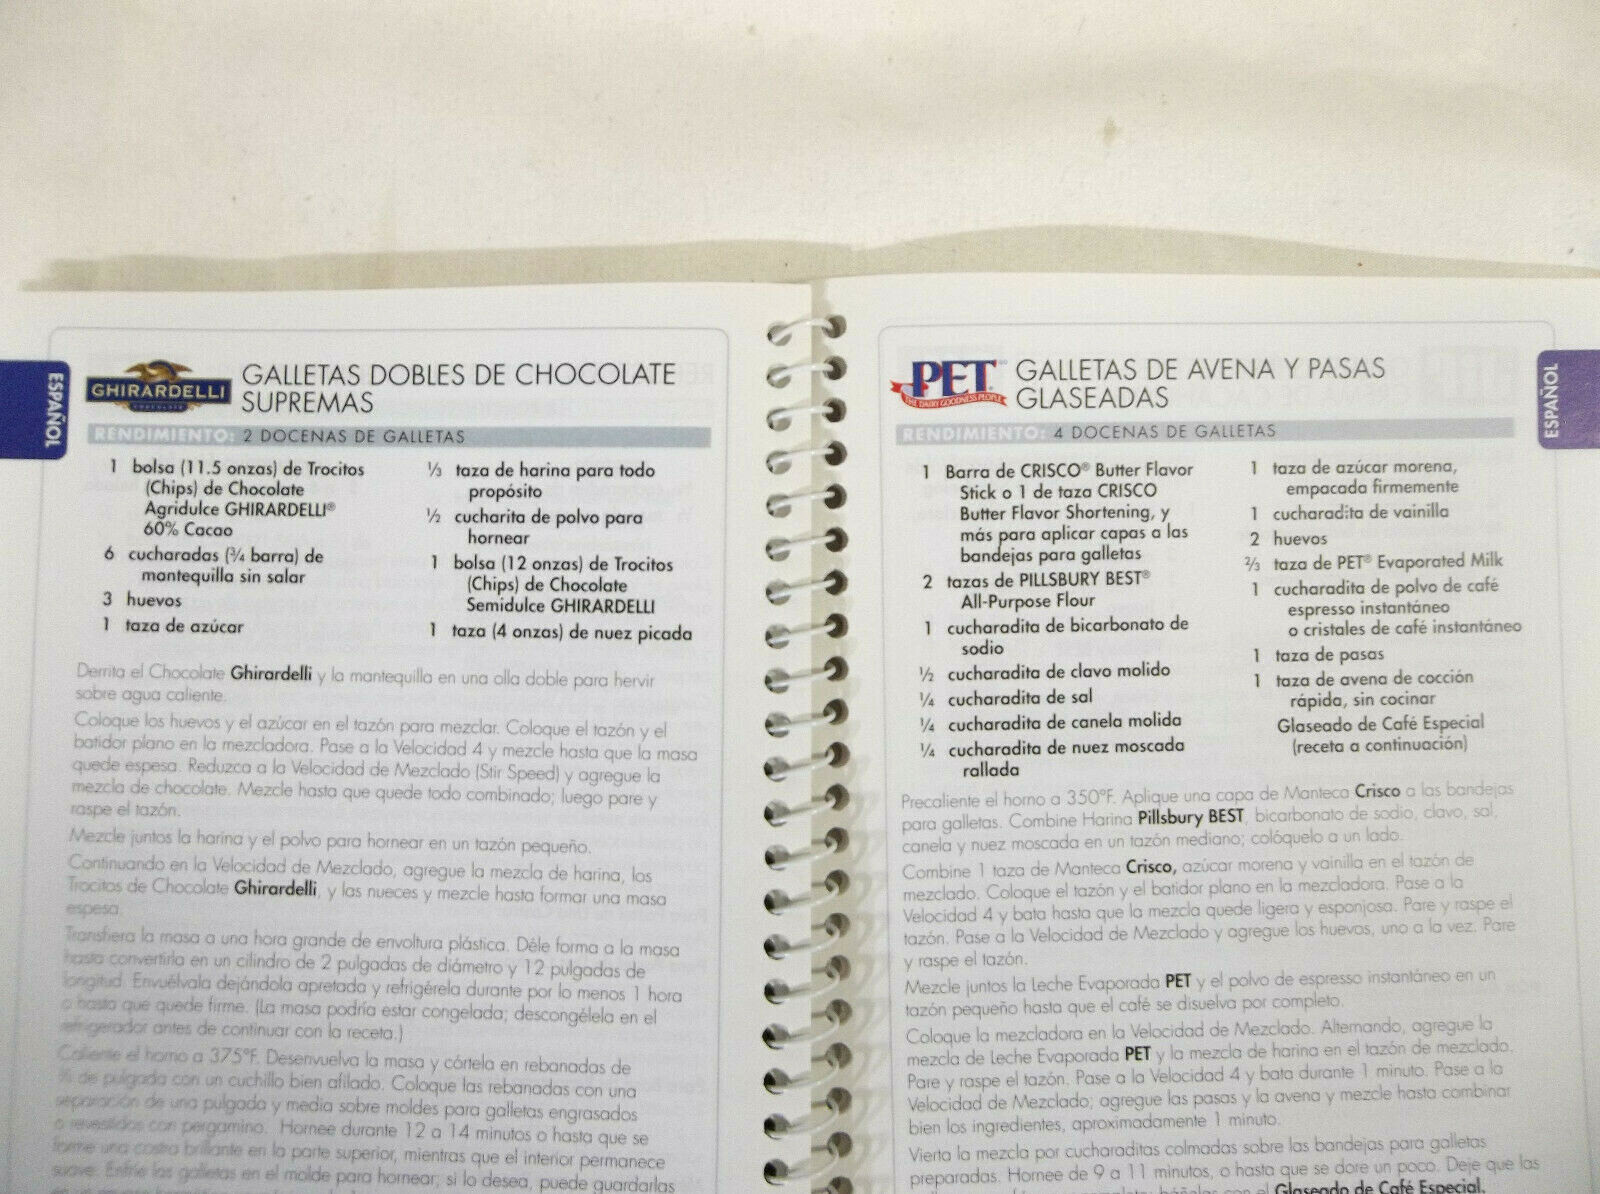 ESPAÑOL
GHIRARDELLI
CHOCOLATE
GALLETAS DOBLES DE CHOCOLATE
SUPREMAS
RENDIMIENTO: 2 DOCENAS DE GALLETAS
1 bolsa (11.5 onzas) de Trocitos
(Chips) de Chocolate
Agridulce GHIRARDELLI®
60% Cacao
6 cucharadas (¾ barra) de
mantequilla sin salar
3 huevos
1 taza de azúcar
⅓ taza de harina para todo
propósito
½ cucharita de polvo para
hornear
1 bolsa (12 onzas) de Trocitos
(Chips) de Chocolate
Semidulce GHIRARDELLI
1 taza (4 onzas) de nuez picada
Derrita el Chocolate Ghirardelli y la mantequilla en una olla doble para hervir
sobre agua caliente.
Coloque los huevos y el azúcar en el tazón para mezclar. Coloque el tazón y el
batidor plano en la mezcladora. Pase a la Velocidad 4 y mezcle hasta que la masa
quede espesa. Reduzca a la Velocidad de Mezclado (Stir Speed) y agregue la
mezcla de chocolate. Mezcle hasta que quede todo combinado; luego pare y
raspe el tazón.
Mezcle juntos la harina y el polvo para hornear en un tazón pequeño.
Continuando en la Velocidad de Mezclado, agregue la mezcla de harina, los
Trocitos de Chocolate Ghirardelli, y las nueces y mezcle hasta formar una masa
espesa.
Transfiera la masa a una hora grande de envoltura plástica. Déle forma a la masa
hasta convertirla en un cilindro de 2 pulgadas de diámetro y 12 pulgadas de
longitud. Envuélvala dejándola apretada y refrigérela durante por lo menos 1 hora
o hasta que quede firme. (La masa podría estar congelada; descongélela en el
refrigerador antes de continuar con la receta.)
Caliente el horno a 375°F. Desenvuelva la masa y córtela en rebanadas de
de pulgada con un cuchillo bien afilado. Coloque las rebanadas con una
separación de una pulgada y media sobre moldes para galletas engrasados
o revestidos con pergamino. Hornee durante 12 a 14 minutos o hasta que se
forme una costra brillante en la parte superior, mientras que el interior permanece
suave. Enfríe las galletas en el molde para hornear; si lo desea, puede guardarlas
PET®
THE DAIRY GOODNESS PEOPLE
GALLETAS DE AVENA Y PASAS
GLASEADAS
ESPAÑOL
RENDIMIENTO: 4 DOCENAS DE GALLETAS
1 Barra de CRISCO® Butter Flavor
Stick o 1 de taza CRISCO
Butter Flavor Shortening, y
más para aplicar capas a las
bandejas para galletas
2 tazas de PILLSBURY BEST®
All-Purpose Flour
1 cucharadita de bicarbonato de
sodio
½ cucharadita de clavo molido
¼ cucharadita de sal
¼ cucharadita de canela molida
¼ cucharadita de nuez moscada
rallada
1 taza de azúcar morena,
empacada firmemente
1 cucharadita de vainilla
2 huevos
⅔ taza de PET® Evaporated Milk
1 cucharadita de polvo de café
espresso instantáneo
o cristales de café instantáneo
1 taza de pasas
1 taza de avena de cocción
rápida, sin cocinar
Glaseado de Café Especial
(receta a continuación)
Precaliente el horno a 350°F. Aplique una capa de Manteca Crisco a las bandejas
para galletas. Combine Harina Pillsbury BEST, bicarbonato de sodio, clavo, sal,
canela y nuez moscada en un tazón mediano; colóquelo a un lado.
Combine 1 taza de Manteca Crisco, azúcar morena y vainilla en el tazón de
mezclado. Coloque el tazón y el batidor plano en la mezcladora. Pase a la
Velocidad 4 y bata hasta que la mezcla quede ligera y esponjosa. Pare y raspe el
tazón. Pase a la Velocidad de Mezclado y agregue los huevos, uno a la vez. Pare
y raspe el tazón.
Mezcle juntos la Leche Evaporada PET y el polvo de espresso instantáneo en un
tazón pequeño hasta que el café se disuelva por completo.
Coloque la mezcladora en la Velocidad de Mezclado. Alternando, agregue la
mezcla de Leche Evaporada PET y la mezcla de harina en el tazón de mezclado.
Pare y raspe el tazón. Pase a la Velocidad 4 y bata durante 1 minuto. Pase a la
Velocidad de Mezclado; agregue las pasas y la avena y mezcle hasta combinar
bien los ingredientes, aproximadamente 1 minuto.
Vierta la mezcla por cucharaditas colmadas sobre las bandejas para galletas
preparadas. Hornee de 9 a 11 minutos, o hasta que se dore un poco. Deje que las
Glaseado de Café Especial.